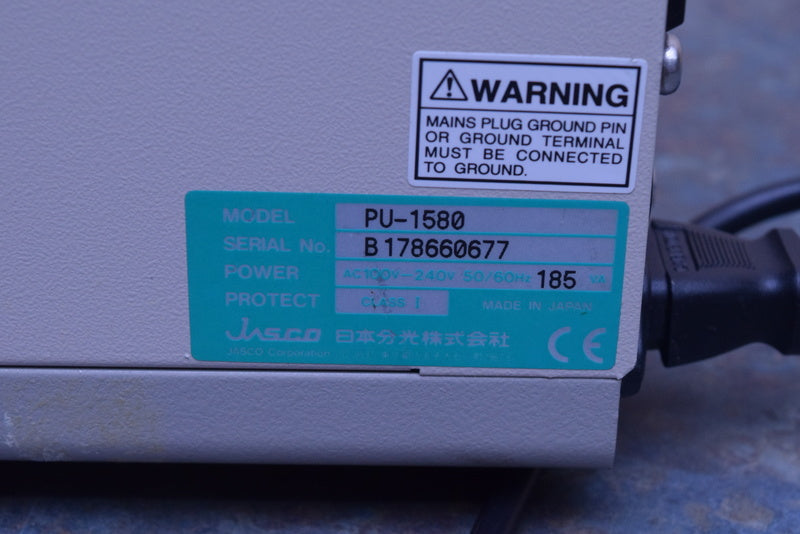 WARNING
MAINS PLUG GROUND PIN
OR GROUND TERMINAL
MUST BE CONNECTED
TO GROUND.
MODEL PU-1580
SERIAL No. B178660677
POWER AC100V-240V 50/60Hz 185 VA
PROTECT CLASS I MADE IN JAPAN
JASCO 日本分光株式会社 CE
JASCO Corporation